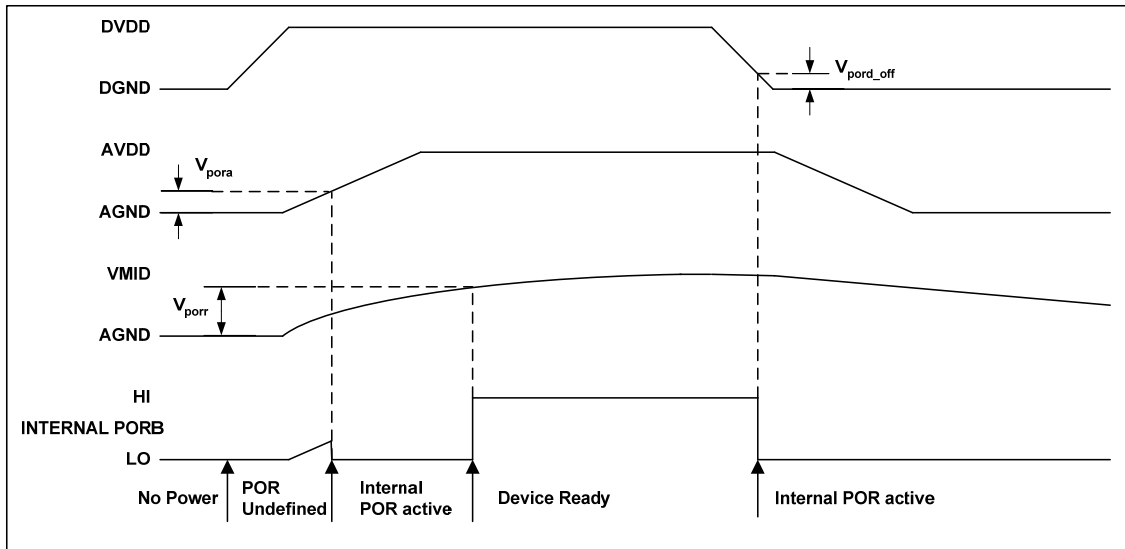 DVDD
V_pord_off
DGND
AVDD
V_pora
AGND
VMID
V_porr
AGND
HI
INTERNAL PORB
LO
No Power
POR
Undefined
Internal
POR active
Device Ready
Internal POR active